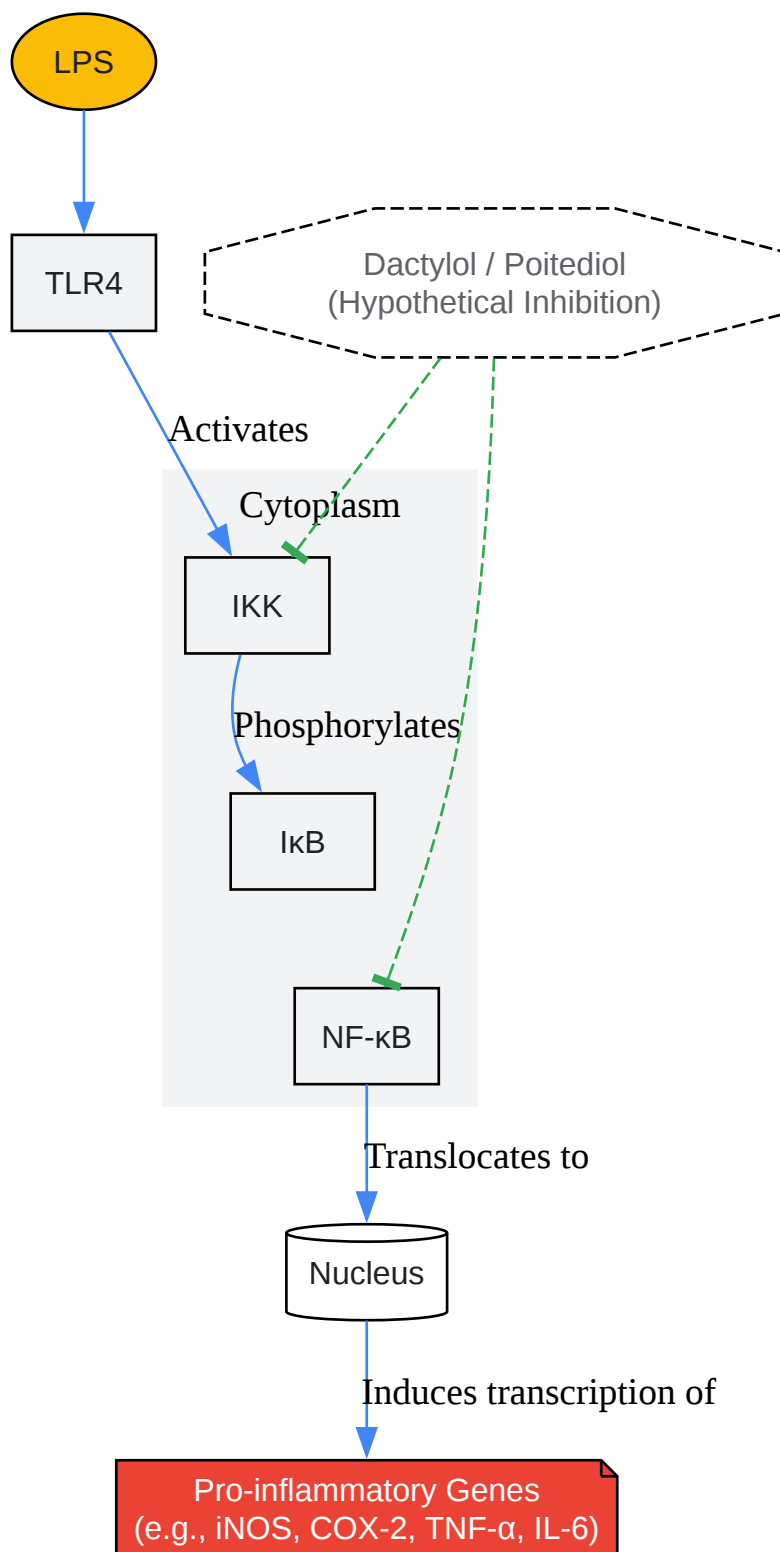 LPS
TLR4
Dactylol / Poitediol
(Hypothetical Inhibition)
Activates
Cytoplasm
IKK
Phosphorylates
IκB
NF-κB
Translocates to
Nucleus
Induces transcription of
Pro-inflammatory Genes
(e.g., iNOS, COX-2, TNF-α, IL-6)